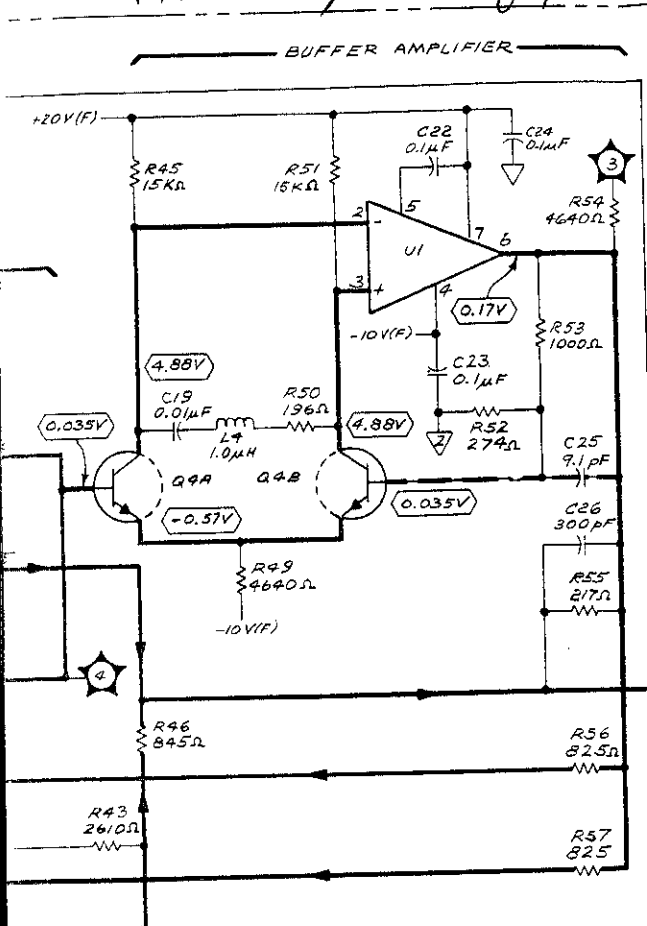 BUFFER AMPLIFIER
+20V(F)
C22
0.1µF
C24
0.1µF
R45
15KΩ
R51
15KΩ
3
R54
4640Ω
5
2
-
7
6
U1
3
+
4
0.17V
-10V(F)
R53
1000Ω
4.88V
C23
0.1µF
C19
0.01µF
R50
196Ω
L4
1.0µH
4.88V
R52
274Ω
2
0.035V
C25
9.1pF
Q4A
Q4B
0.035V
-0.57V
C26
300pF
R49
4640Ω
R55
217Ω
-10V(F)
4
R46
845Ω
R56
825Ω
R43
2610Ω
R57
825